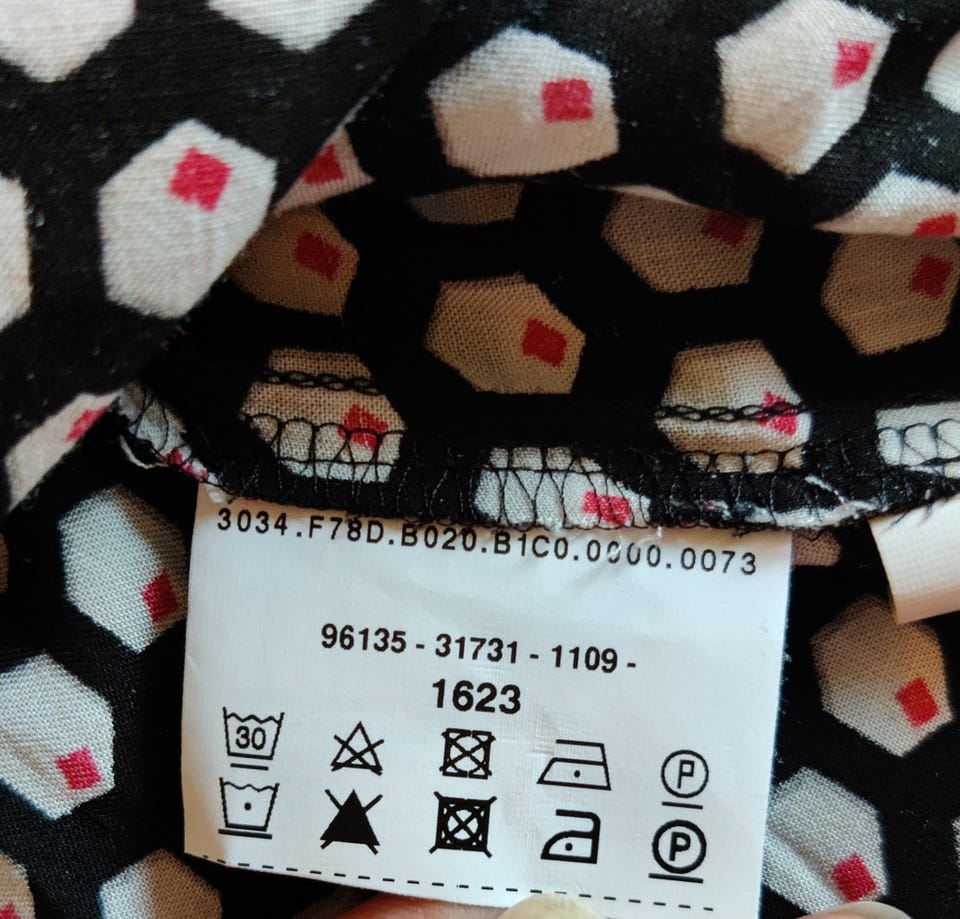 3034.F78D.B020.B1C0.0000.0073
96135 - 31731 - 1109 -
1623
30 P
P